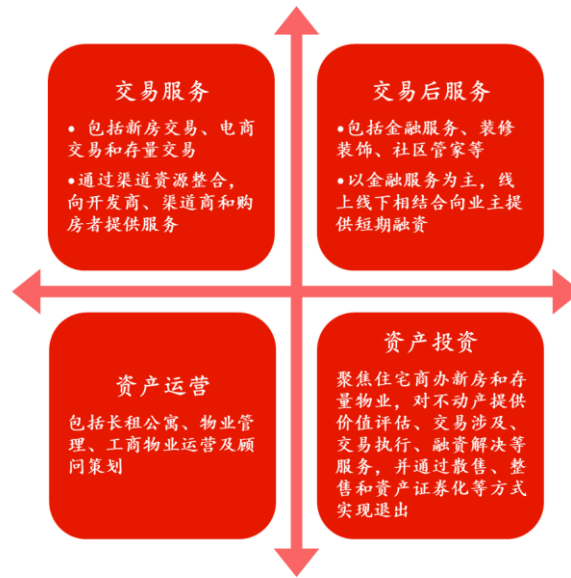 交易服务
• 包括新房交易、电商
交易和存量交易
•通过渠道资源整合，
向开发商、渠道商和购
房者提供服务
交易后服务
•包括金融服务、装修
装饰、社区管家等
•以金融服务为主，线
上线下相结合向业主提
供短期融资
资产运营
包括长租公寓、物业管
理、工商物业运营及顾
问策划
资产投资
聚焦住宅商办新房和存
量物业，对不动产提供
价值评估、交易涉及、
交易执行、融资解决等
服务，并通过散售、整
售和资产证券化等方式
实现退出